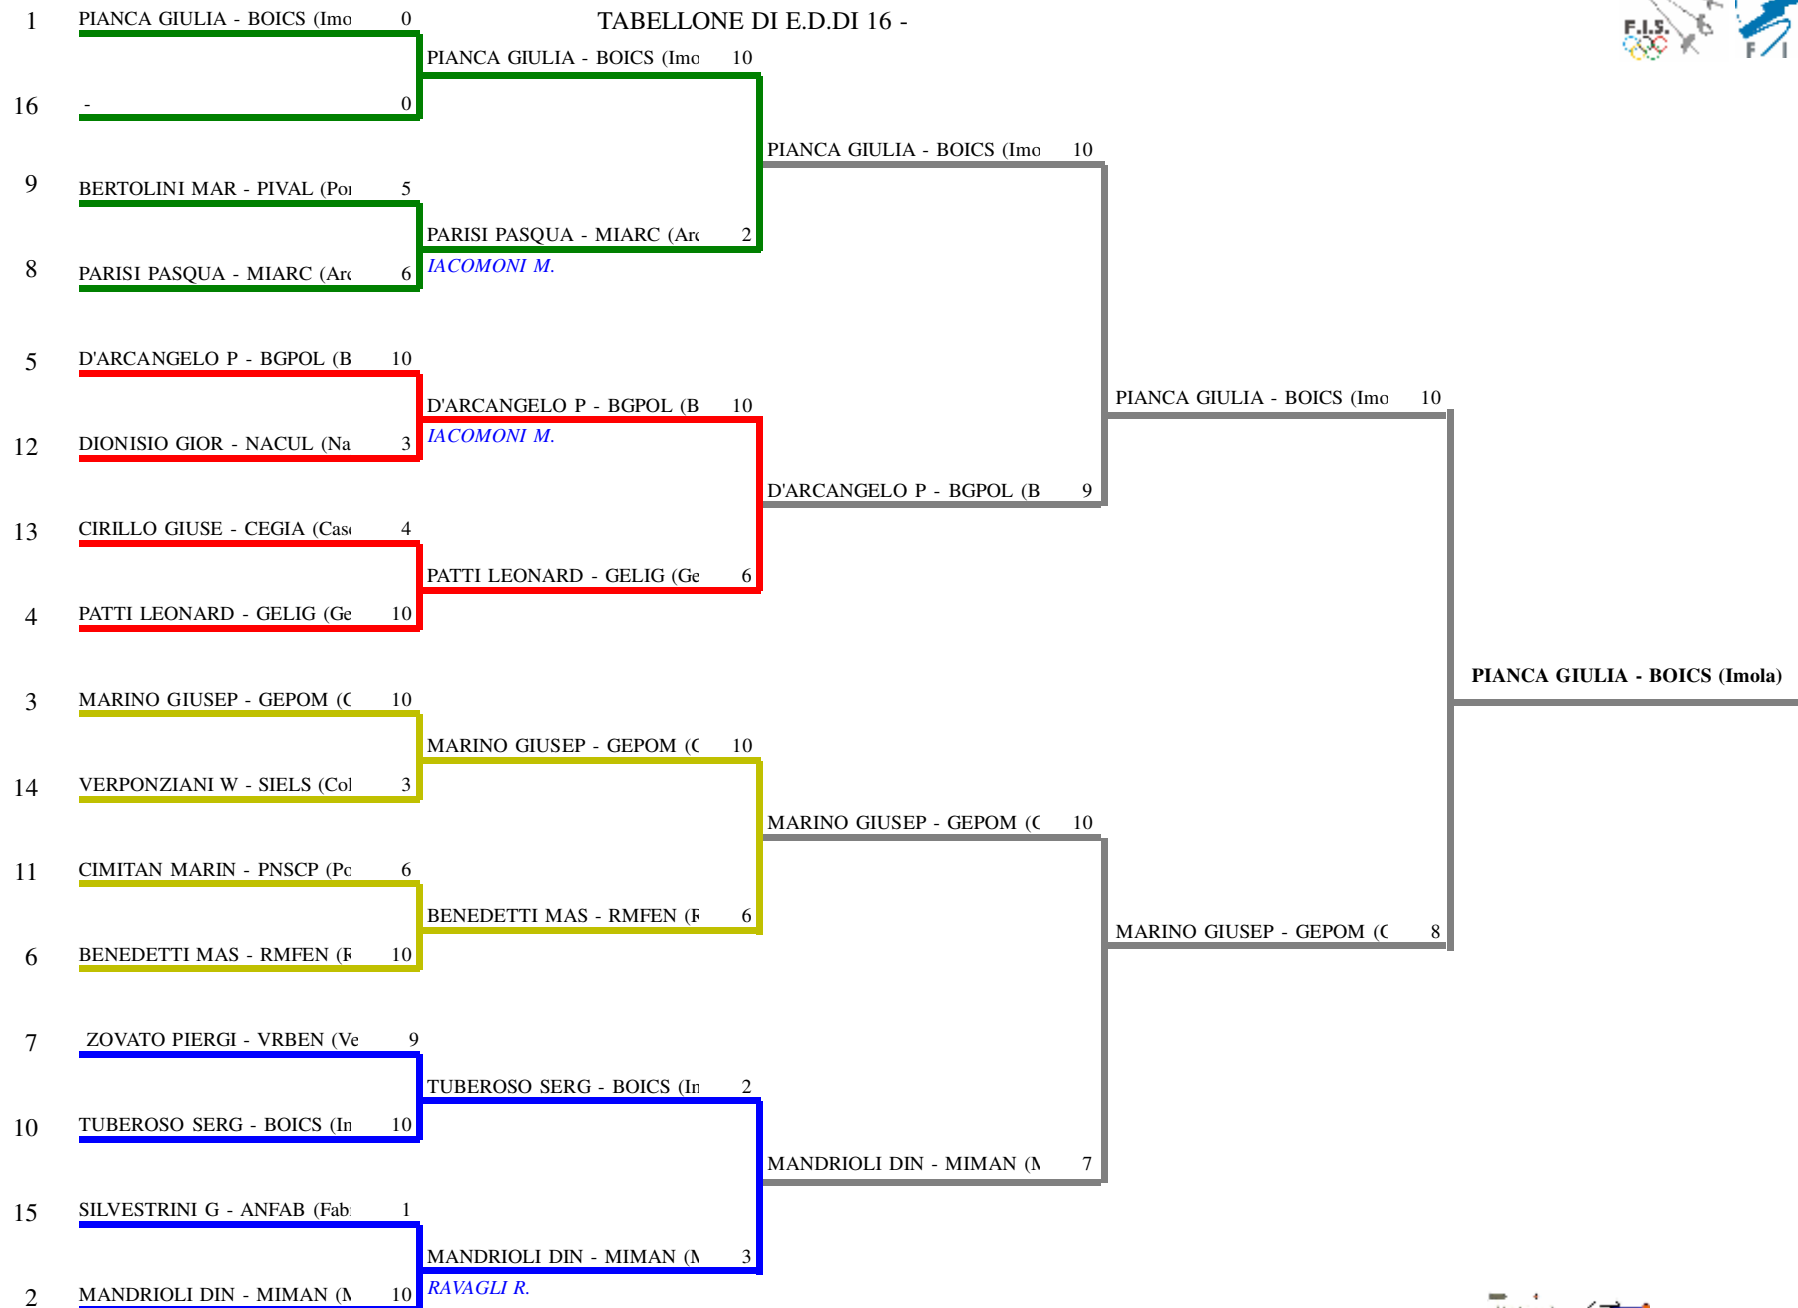 TABELLONE DI E.D.DI 16 -
F.I.S.
F I
1 PIANCA GIULIA - BOICS (Imo 0
16 - 0
9 BERTOLINI MAR - PIVAL (Por 5
8 PARISI PASQUA - MIARC (Arc 6
5 D'ARCANGELO P - BGPOL (B 10
12 DIONISIO GIOR - NACUL (Na 3
13 CIRILLO GIUSE - CEGIA (Case 4
4 PATTI LEONARD - GELIG (Ge 10
3 MARINO GIUSEP - GEPOM ( 10
14 VERPONZIANI W - SIELS (Col 3
11 CIMITAN MARIN - PNSCP (Po 6
6 BENEDETTI MAS - RMFEN (R 10
7 ZOVATO PIERGI - VRBEN (Ve 9
10 TUBEROSO SERG - BOICS (Im 10
15 SILVESTRINI G - ANFAB (Fab 1
2 MANDRIOLI DIN - MIMAN (M 10
PIANCA GIULIA - BOICS (Imo 10
PARISI PASQUA - MIARC (Arc 2
IACOMONI M.
D'ARCANGELO P - BGPOL (B 10
IACOMONI M.
PATTI LEONARD - GELIG (Ge 6
MARINO GIUSEP - GEPOM ( 10
BENEDETTI MAS - RMFEN (R 6
TUBEROSO SERG - BOICS (Im 2
MANDRIOLI DIN - MIMAN (M 3
RAVAGLI R.
PIANCA GIULIA - BOICS (Imo 10
D'ARCANGELO P - BGPOL (B 9
MARINO GIUSEP - GEPOM ( 10
MANDRIOLI DIN - MIMAN (M 7
PIANCA GIULIA - BOICS (Imo 10
MARINO GIUSEP - GEPOM ( 8
PIANCA GIULIA - BOICS (Imola)